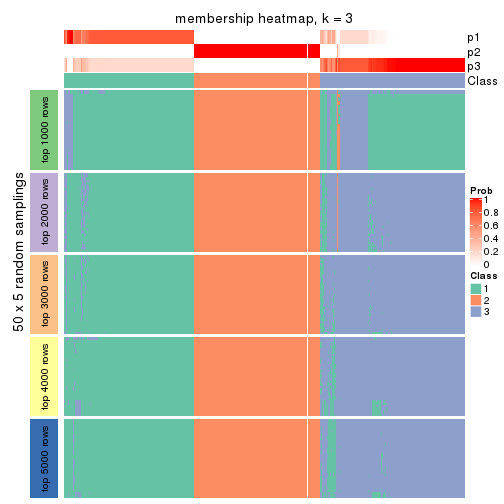 membership heatmap, k = 3
p1
p2
p3
Class
50 x 5 random samplings
top 1000 rows
top 2000 rows
top 3000 rows
top 4000 rows
top 5000 rows
Prob
1
0.8
0.6
0.4
0.2
0
Class
1
2
3